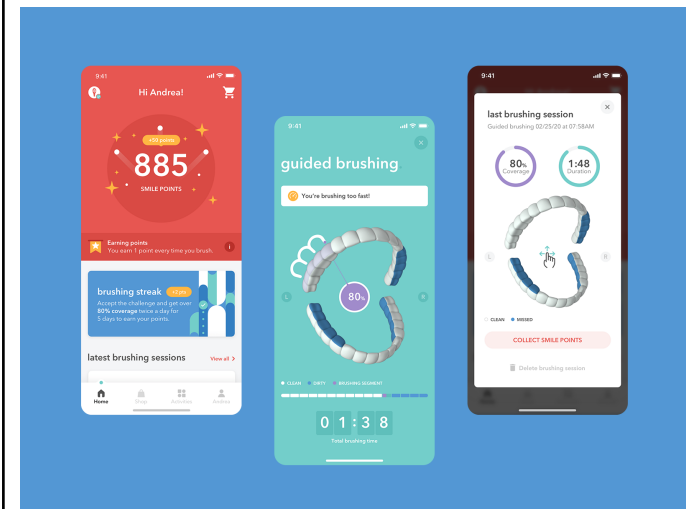 9:41
Hi Andrea!
+50 points
885
SMILE POINTS
Earning points
You earn 1 point every time you brush.
brushing streak
Accept the challenge and get over
80% coverage twice a day for
5 days to earn your points.
latest brushing sessions
View all >
Home
Shop
Activities
Andrea
9:41
guided brushing
You're brushing too fast!
80%
L
R
CLEAN
DIRTY
BRUSHING SEGMENT
01:38
Total brushing time
9:41
last brushing session
Guided brushing 02/25/20 at 07:58AM
80%
Coverage
1:48
Duration
L
R
CLEAN
MISSED
COLLECT SMILE POINTS
Delete brushing session